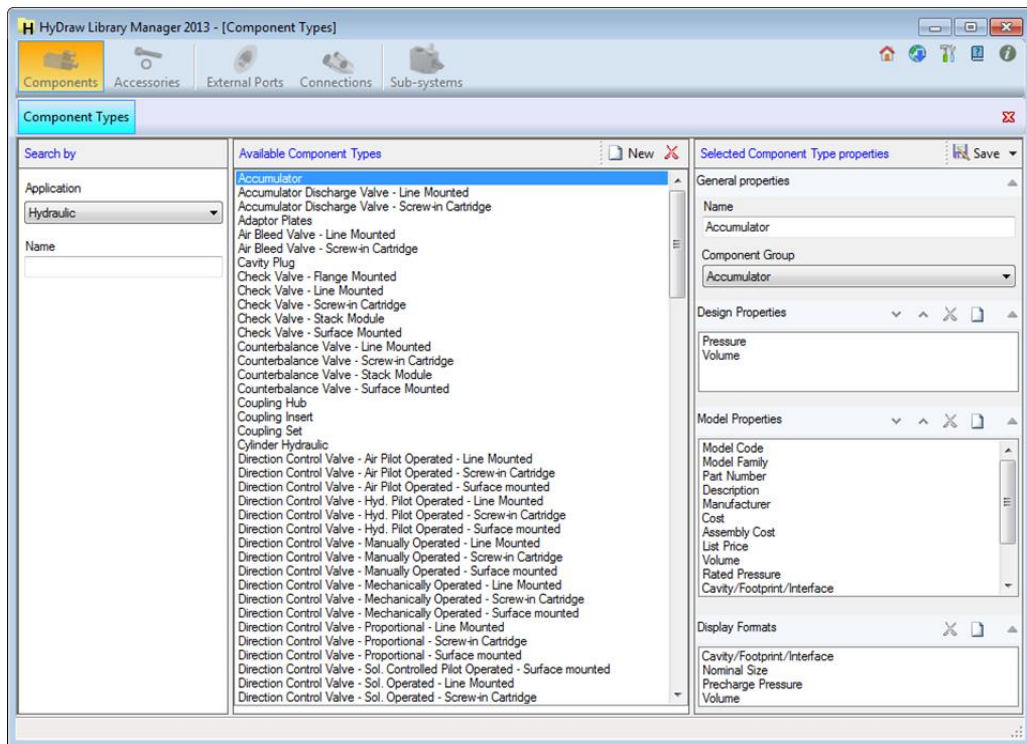 HyDraw Library Manager 2013 - [Component Types]
Components
Accessories
External Ports
Connections
Sub-systems
Component Types
Search by
Application
Hydraulic
Name
Available Component Types
New
Accumulator
Accumulator Discharge Valve - Line Mounted
Accumulator Discharge Valve - Screw-in Cartridge
Adaptor Plates
Air Bleed Valve - Line Mounted
Air Bleed Valve - Screw-in Cartridge
Cavity Plug
Check Valve - Flange Mounted
Check Valve - Line Mounted
Check Valve - Screw-in Cartridge
Check Valve - Stack Module
Check Valve - Surface Mounted
Counterbalance Valve - Line Mounted
Counterbalance Valve - Screw-in Cartridge
Counterbalance Valve - Stack Module
Counterbalance Valve - Surface Mounted
Coupling Hub
Coupling Insert
Coupling Set
Cylinder Hydraulic
Direction Control Valve - Air Pilot Operated - Line Mounted
Direction Control Valve - Air Pilot Operated - Screw-in Cartridge
Direction Control Valve - Air Pilot Operated - Surface mounted
Direction Control Valve - Hyd. Pilot Operated - Line Mounted
Direction Control Valve - Hyd. Pilot Operated - Screw-in Cartridge
Direction Control Valve - Hyd. Pilot Operated - Surface mounted
Direction Control Valve - Manually Operated - Line Mounted
Direction Control Valve - Manually Operated - Screw-in Cartridge
Direction Control Valve - Manually Operated - Surface mounted
Direction Control Valve - Mechanically Operated - Line Mounted
Direction Control Valve - Mechanically Operated - Screw-in Cartridge
Direction Control Valve - Mechanically Operated - Surface mounted
Direction Control Valve - Proportional - Line Mounted
Direction Control Valve - Proportional - Screw-in Cartridge
Direction Control Valve - Proportional - Surface mounted
Direction Control Valve - Sol. Controlled Pilot Operated - Surface mounted
Direction Control Valve - Sol. Operated - Line Mounted
Direction Control Valve - Sol. Operated - Screw-in Cartridge
Selected Component Type properties
Save
General properties
Name
Accumulator
Component Group
Accumulator
Design Properties
Pressure
Volume
Model Properties
Model Code
Model Family
Part Number
Description
Manufacturer
Cost
Assembly Cost
List Price
Volume
Rated Pressure
Cavity/Footprint/Interface
Display Formats
Cavity/Footprint/Interface
Nominal Size
Precharge Pressure
Volume